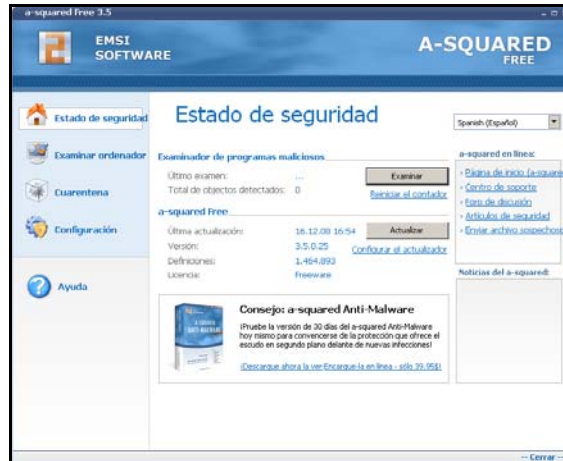 a-squared Free 3.5
EMSI
SOFTWARE
A-SQUARED
FREE
Estado de seguridad
Examinar ordenador
Cuarentena
Configuración
Ayuda
Estado de seguridad
Spanish (Español)
Examinador de programas maliciosos
Último examen: ...
Examinar
Total de objectos detectados: 0
Reiniciar el contador
a-squared Free
Última actualización: 16.12.08 16:54
Actualizar
Versión: 3.5.0.25
Configurar el actualizador
Definiciones: 1.464.893
Licencia: Freeware
Consejo: a-squared Anti-Malware
¡Pruebe la versión de 30 días del a-squared Anti-Malware
hoy mismo para convencerse de la protección que ofrece el
escudo en segundo plano delante de nuevas infecciones!
¡Descargue ahora la ver Encargue-la en línea - sólo 39.95$!
a-squared en línea:
Página de inicio (a-square
Centro de soporte
Foro de discusión
Artículos de seguridad
Enviar archivo sospechoso
Noticias del a-squared:
-- Cerrar --